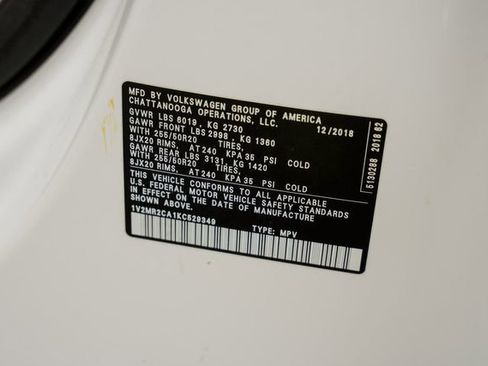 MFD BY VOLKSWAGEN GROUP OF AMERICA
CHATTANOOGA OPERATIONS, LLC.
GVWR LBS 6019, KG 2730 12/2018
GAWR FRONT LBS 2998, KG 1360
WITH 255/50R20 TIRES,
8JX20 RIMS, AT 240 KPA 35 PSI COLD
GAWR REAR LBS 3131, KG 1420
WITH 255/50R20 TIRES,
8JX20 RIMS, AT 240 KPA 35 PSI COLD
THIS VEHICLE CONFORMS TO ALL APPLICABLE
U.S. FEDERAL MOTOR VEHICLE SAFETY STANDARDS
IN EFFECT ON THE DATE OF MANUFACTURE
SHOWN ABOVE.
1V2MR2CA1KC529349 TYPE: MPV
5130288 2018 62